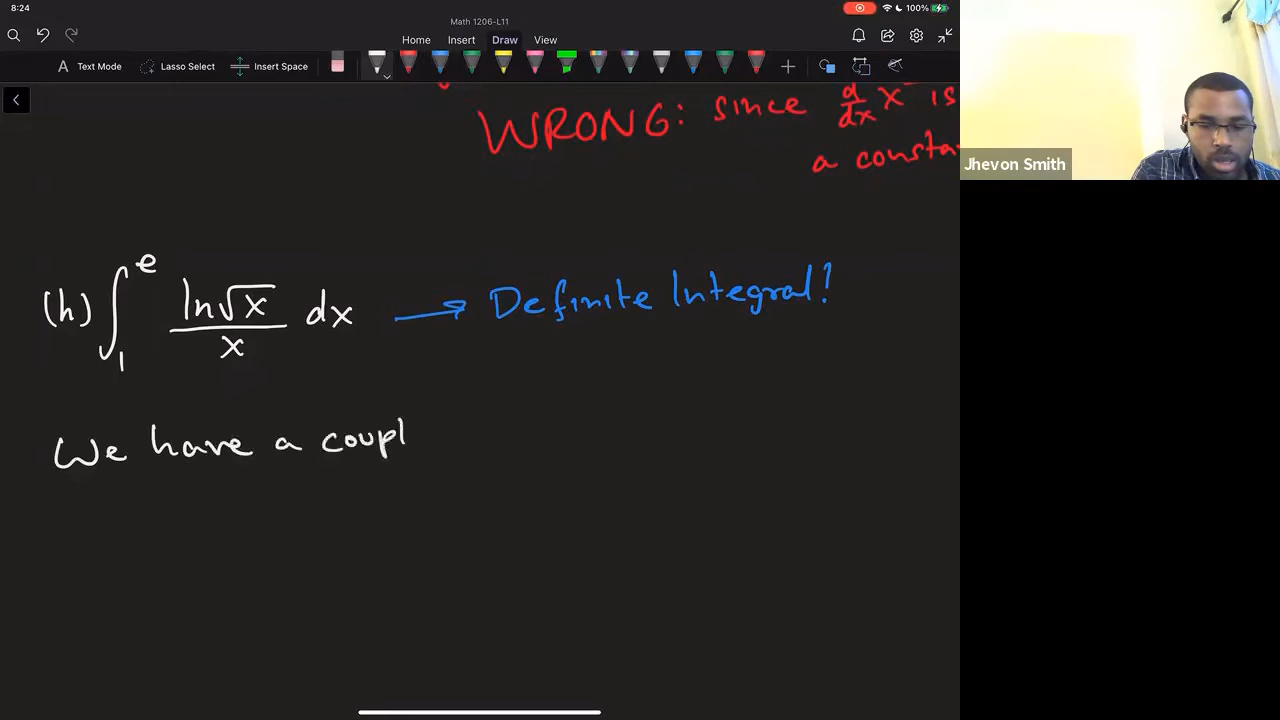 8:24
100%
Math 1206-L11
Home Insert Draw View
Text Mode Lasso Select Insert Space
WRONG: since d/dx x is
a consta
Jhevon Smith
(h) ∫₁ᵉ ln√x / x dx → Definite Integral!
We have a coupl